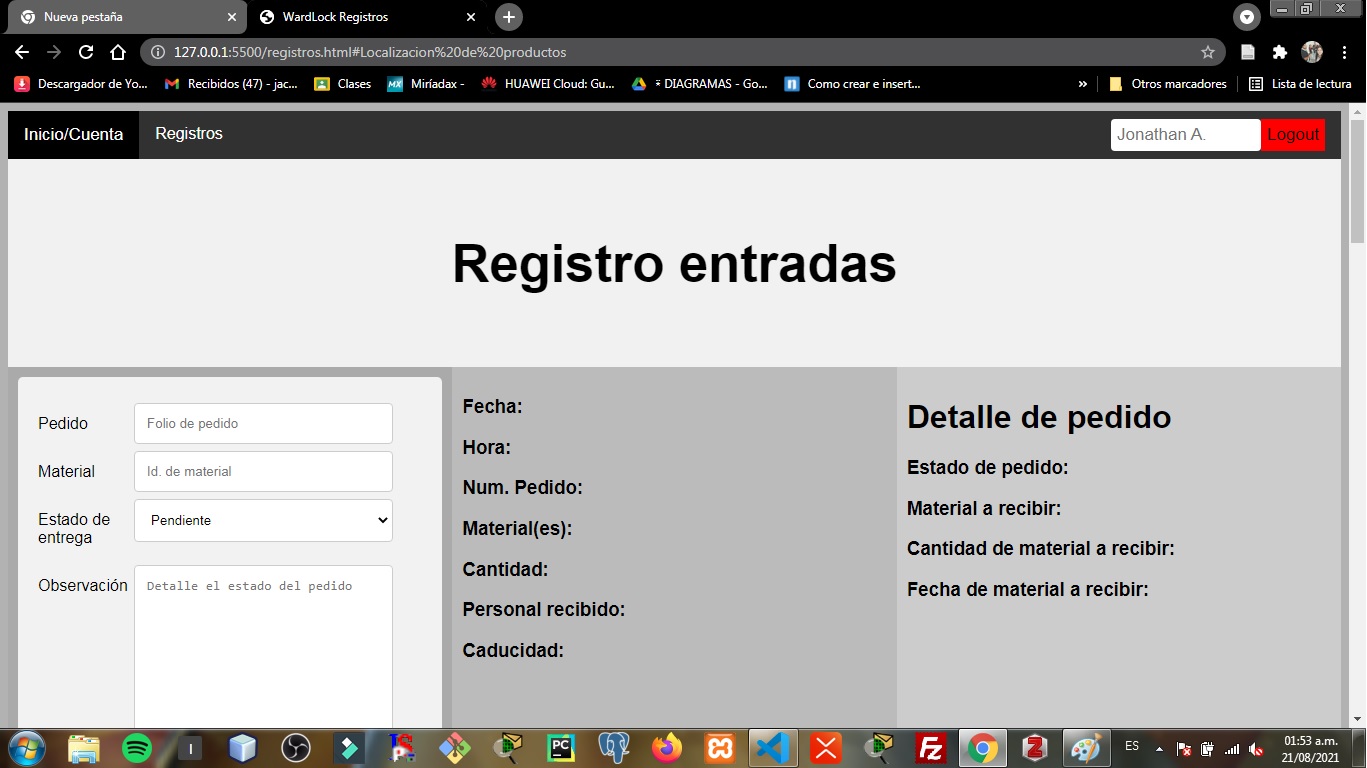 Nueva pestaña
WardLock Registros
127.0.0.1:5500/registros.html#Localizacion%20de%20productos
Descargador de Yo...
Recibidos (47) - jac...
Clases
Miríadax -
HUAWEI Cloud: Gu...
DIAGRAMAS - Go...
Como crear e insert...
»
Otros marcadores
Lista de lectura
Inicio/Cuenta
Registros
Jonathan A.
Logout
Registro entradas
Pedido
Folio de pedido
Material
Id. de material
Estado de
entrega
Pendiente
Observación
Detalle el estado del pedido
Fecha:
Hora:
Num. Pedido:
Material(es):
Cantidad:
Personal recibido:
Caducidad:
Detalle de pedido
Estado de pedido:
Material a recibir:
Cantidad de material a recibir:
Fecha de material a recibir:
ES
01:53 a.m.
21/08/2021